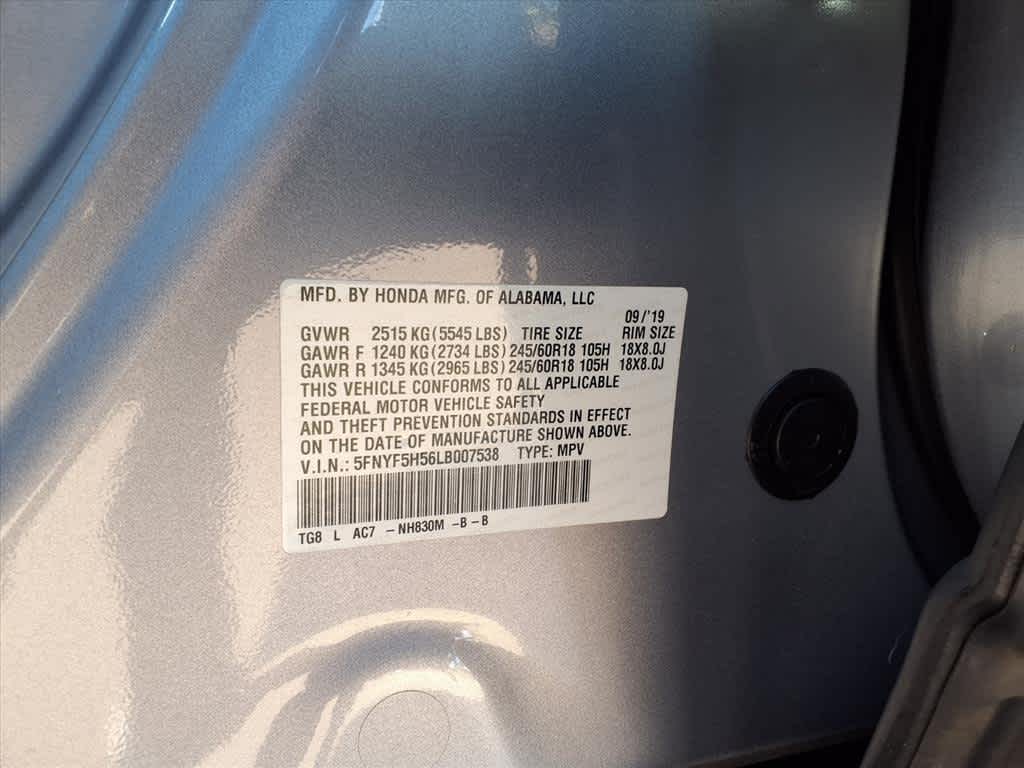 MFD. BY HONDA MFG. OF ALABAMA, LLC
09/'19
GVWR 2515 KG (5545 LBS) TIRE SIZE RIM SIZE
GAWR F 1240 KG (2734 LBS) 245/60R18 105H 18X8.0J
GAWR R 1345 KG (2965 LBS) 245/60R18 105H 18X8.0J
THIS VEHICLE CONFORMS TO ALL APPLICABLE
FEDERAL MOTOR VEHICLE SAFETY
AND THEFT PREVENTION STANDARDS IN EFFECT
ON THE DATE OF MANUFACTURE SHOWN ABOVE.
V.I.N.: 5FNYF5H56LB007538 TYPE: MPV
TG8 L AC7 -NH830M -B-B